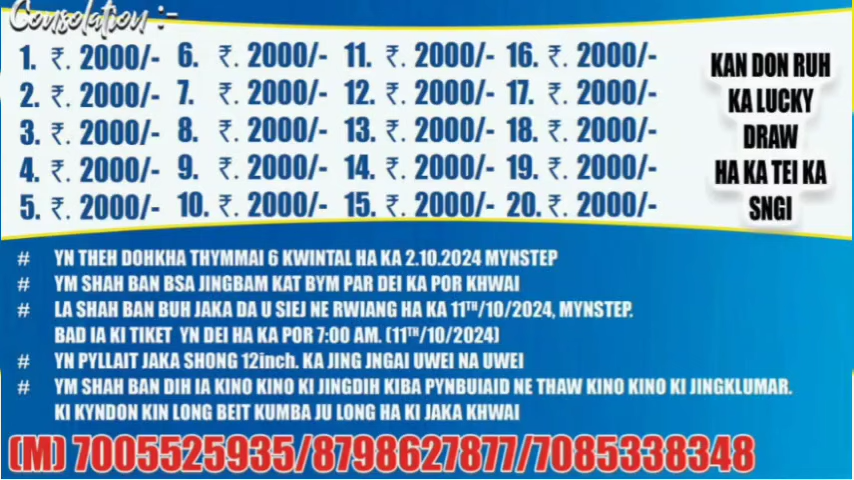 Consolation :-
1. ₹. 2000/- 6. ₹. 2000/- 11. ₹. 2000/- 16. ₹. 2000/-
2. ₹. 2000/- 7. ₹. 2000/- 12. ₹. 2000/- 17. ₹. 2000/-
3. ₹. 2000/- 8. ₹. 2000/- 13. ₹. 2000/- 18. ₹. 2000/-
4. ₹. 2000/- 9. ₹. 2000/- 14. ₹. 2000/- 19. ₹. 2000/-
5. ₹. 2000/- 10. ₹. 2000/- 15. ₹. 2000/- 20. ₹. 2000/-
KAN DON RUH
KA LUCKY
DRAW
HA KA TEI KA
SNGI
# YN THEH DOHKHA THYMMAI 6 KWINTAL HA KA 2.10.2024 MYNSTEP
# YM SHAH BAN BSA JINGBAM KAT BYM PAR DEI KA POR KHWAI
# LA SHAH BAN BUH JAKA DA U SIEJ NE RWIANG HA KA 11TH/10/2024, MYNSTEP.
BAD IA KI TIKET YN DEI HA KA POR 7:00 AM. (11TH/10/2024)
# YN PYLLAIT JAKA SHONG 12inch. KA JING JNGAI UWEI NA UWEI
# YM SHAH BAN DIH IA KINO KINO KI JINGDIH KIBA PYNBUIAID NE THAW KINO KINO KI JINGKLUMAR.
KI KYNDON KIN LONG BEIT KUMBA JU LONG HA KI JAKA KHWAI
(M) 7005525935/8798627877/7085338348